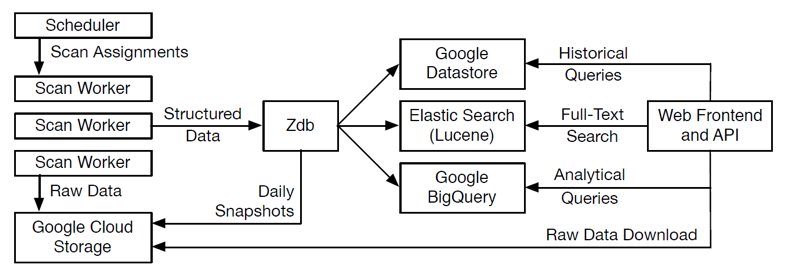 Scheduler
Scan Assignments
Scan Worker
Scan Worker
Structured
Data
Scan Worker
Raw Data
Google Cloud
Storage
Zdb
Daily
Snapshots
Google
Datastore
Elastic Search
(Lucene)
Google
BigQuery
Historical
Queries
Full-Text
Search
Analytical
Queries
Web Frontend
and API
Raw Data Download